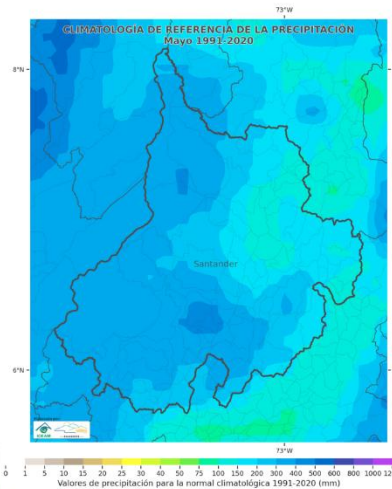 73°W
CLIMATOLOGÍA DE REFERENCIA DE LA PRECIPITACIÓN
Mayo 1991-2020
8°N
Santander
6°N
73°W
0 1 5 10 15 20 25 30 40 50 75 100 150 200 300 400 500 600 800 1000 12
Valores de precipitación para la normal climatológica 1991-2020 (mm)